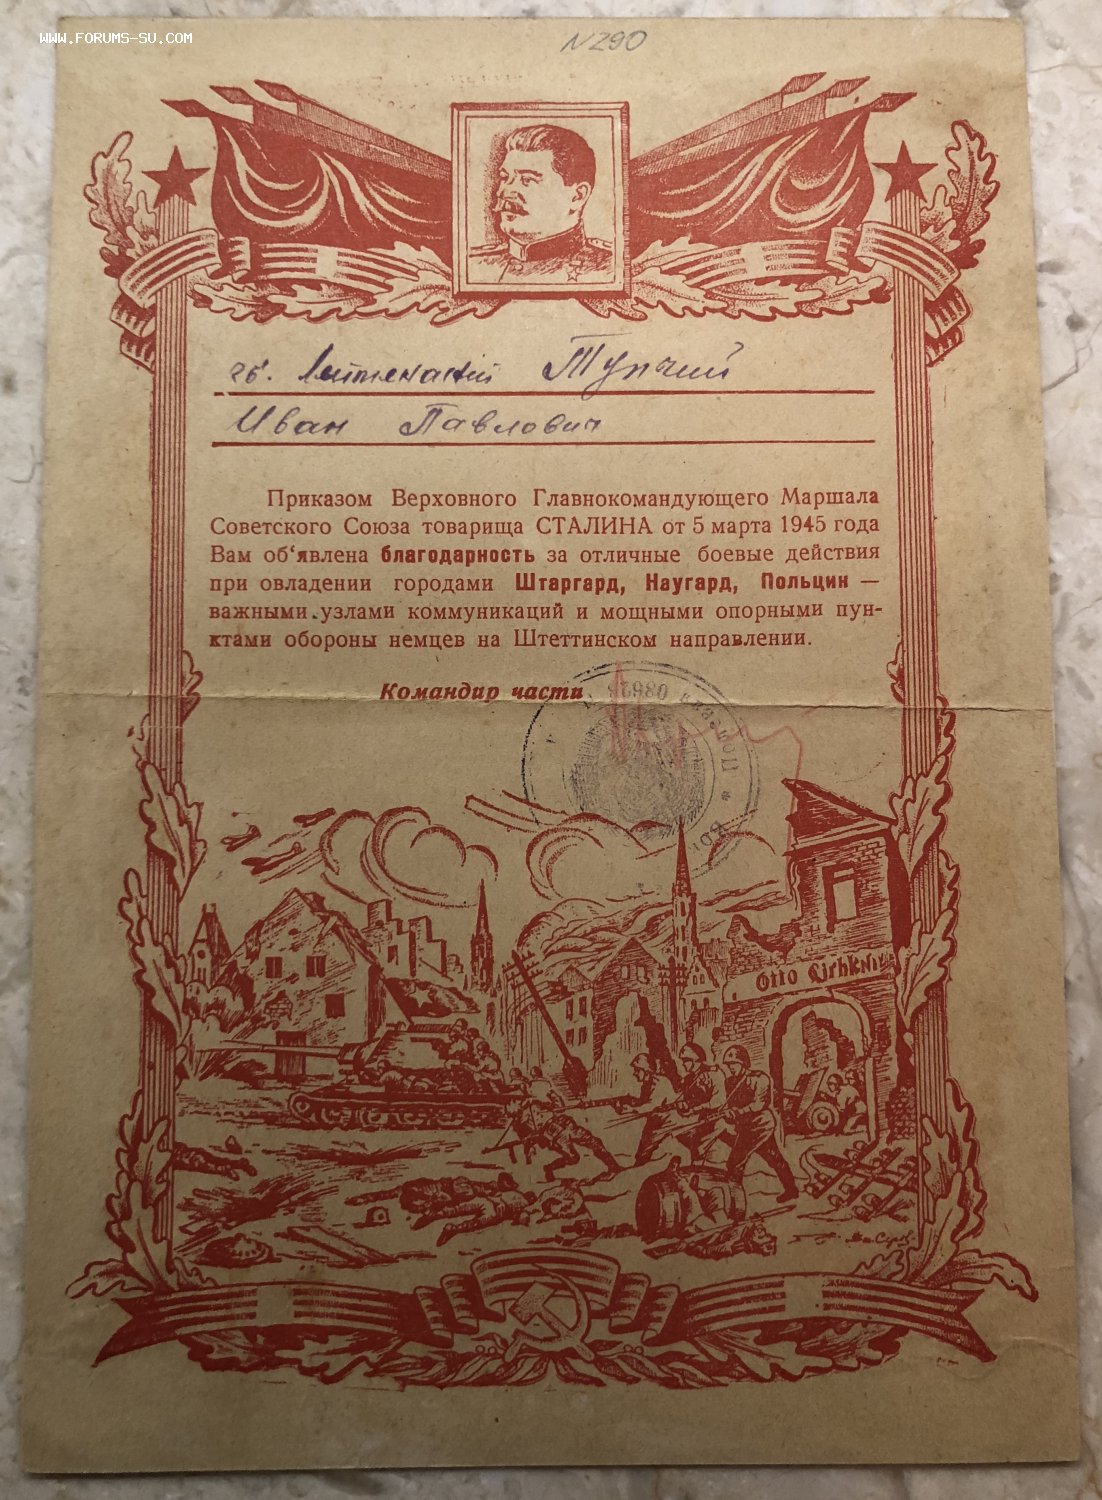 WWW.FORUMS-SU.COM
N290
гв. Лейтенант Тупчий
Иван Павлович
Приказом Верховного Главнокомандующего Маршала
Советского Союза товарища СТАЛИНА от 5 марта 1945 года
Вам об‘явлена благодарность за отличные боевые действия
при овладении городами Штаргард, Наугард, Польцин —
важными узлами коммуникаций и мощными опорными пун-
ктами обороны немцев на Штеттинском направлении.
Командир части
Полевая
Otto